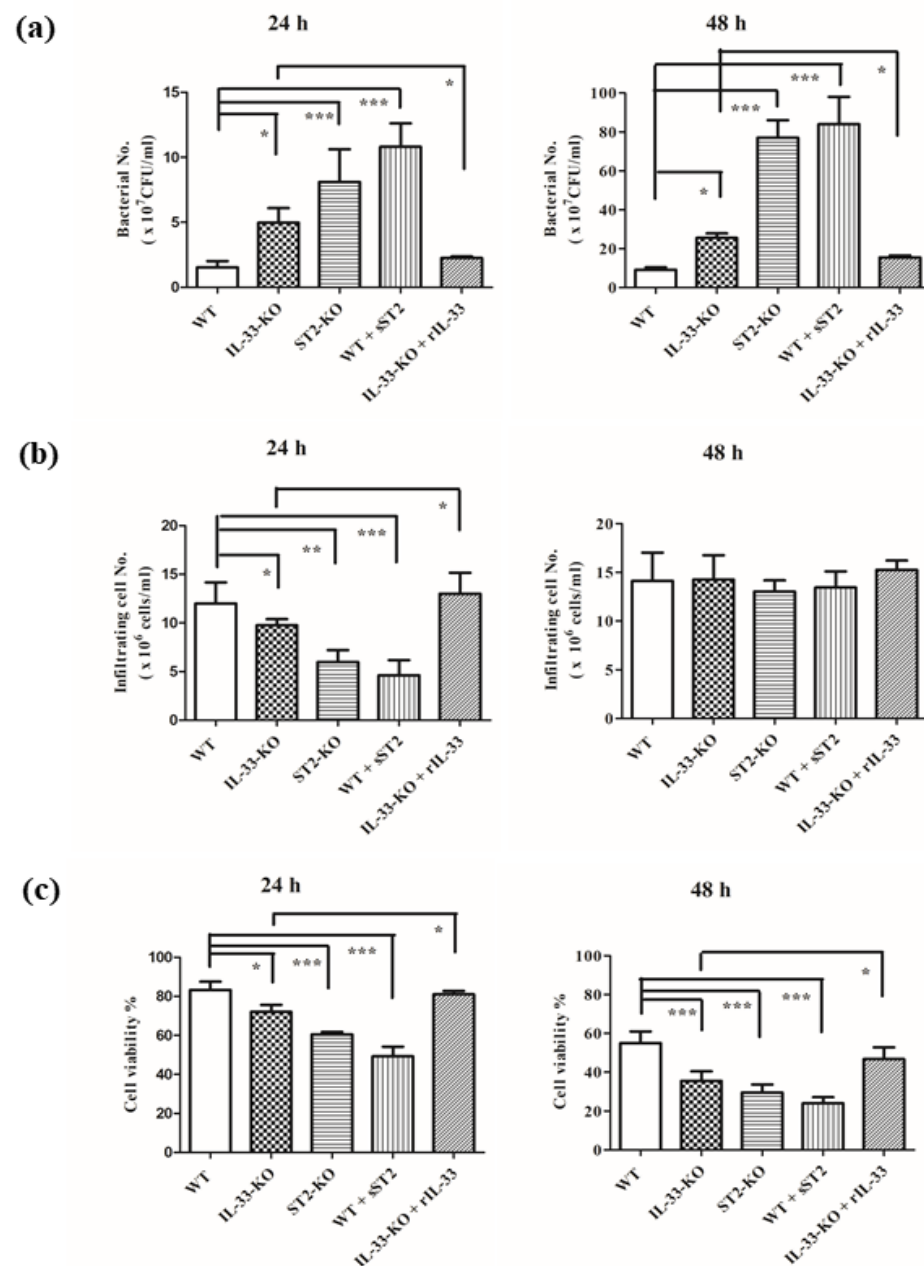 (a)
24 h
Bacterial No.
( x 10⁷CFU/ml)
15
10
5
0
*
***
***
*
WT
IL-33-KO
ST2-KO
WT + sST2
IL-33-KO + rIL-33
48 h
Bacterial No.
( x 10⁷CFU/ml)
100
80
60
40
20
0
*
***
***
*
WT
IL-33-KO
ST2-KO
WT + sST2
IL-33-KO + rIL-33
(b)
24 h
Infiltrating cell No.
( x 10⁶ cells/ml)
20
15
10
5
0
*
**
***
*
WT
IL-33-KO
ST2-KO
WT + sST2
IL-33-KO + rIL-33
48 h
Infiltrating cell No.
( x 10⁶ cells/ml)
20
15
10
5
0
WT
IL-33-KO
ST2-KO
WT + sST2
IL-33-KO + rIL-33
(c)
24 h
Cell viability %
100
80
60
40
20
0
*
***
***
*
WT
IL-33-KO
ST2-KO
WT + sST2
IL-33-KO + rIL-33
48 h
Cell viability %
100
80
60
40
20
0
***
***
***
*
WT
IL-33-KO
ST2-KO
WT + sST2
IL-33-KO + rIL-33